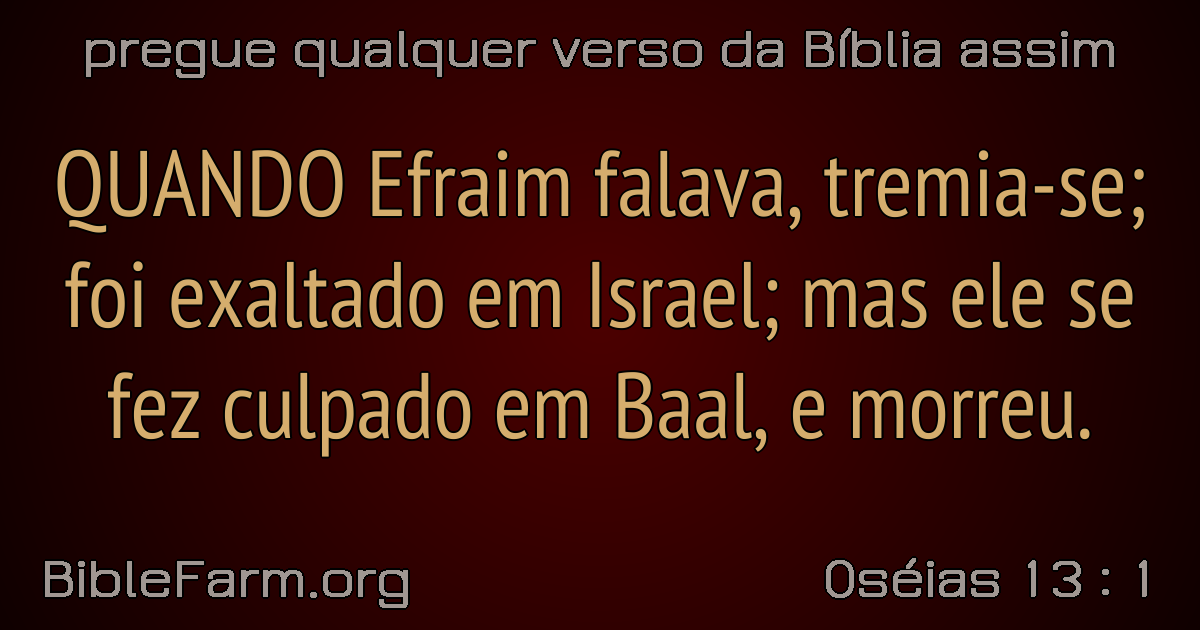 pregue qualquer verso da Bíblia assim
QUANDO Efraim falava, tremia-se;
foi exaltado em Israel; mas ele se
fez culpado em Baal, e morreu.
BibleFarm.org
Oséias 13 : 1